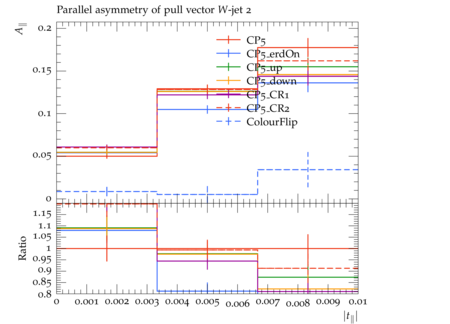 Parallel asymmetry of pull vector W-jet 2
A∥
0.2
0.15
0.1
0.05
0
CP5
CP5_erdOn
CP5_up
CP5_down
CP5_CR1
CP5_CR2
ColourFlip
Ratio
1.15
1.1
1.05
1
0.95
0.9
0.85
0.8
0 0.001 0.002 0.003 0.004 0.005 0.006 0.007 0.008 0.009 0.01
|t∥|